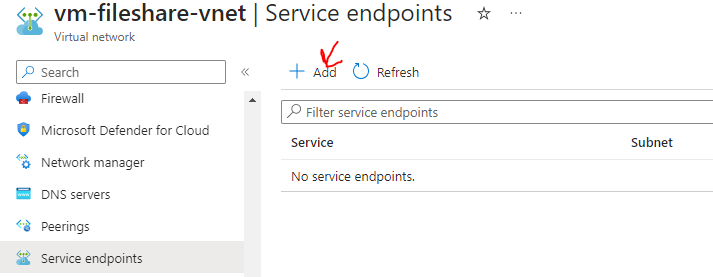 vm-fileshare-vnet | Service endpoints
Virtual network
Search
Add Refresh
Firewall
Filter service endpoints
Microsoft Defender for Cloud
Service Subnet
Network manager
No service endpoints.
DNS servers
Peerings
Service endpoints